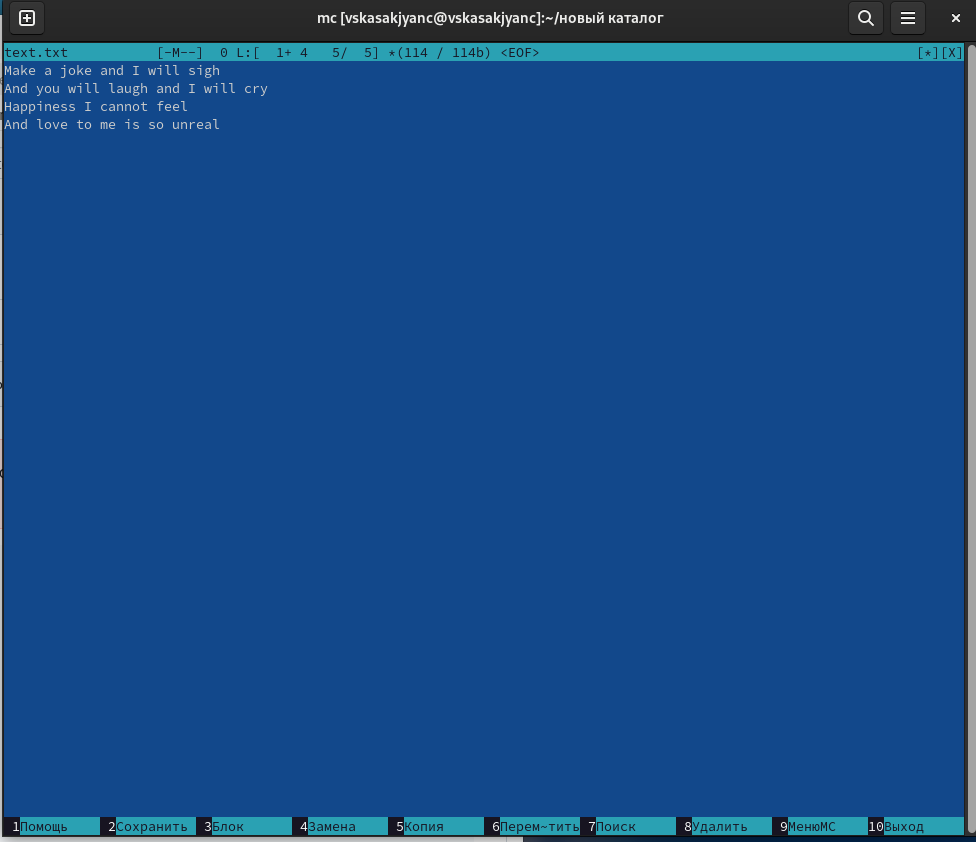 mc [vskasakjyanc@vskasakjyanc]:~/новый каталог
text.txt [-M--] 0 L:[ 1+ 4 5/ 5] *(114 / 114b) <EOF> [*][X]
Make a joke and I will sigh
And you will laugh and I will cry
Happiness I cannot feel
And love to me is so unreal
1Помощь 2Сохранить 3Блок 4Замена 5Копия 6Перем~тить 7Поиск 8Удалить 9МенюMC 10Выход